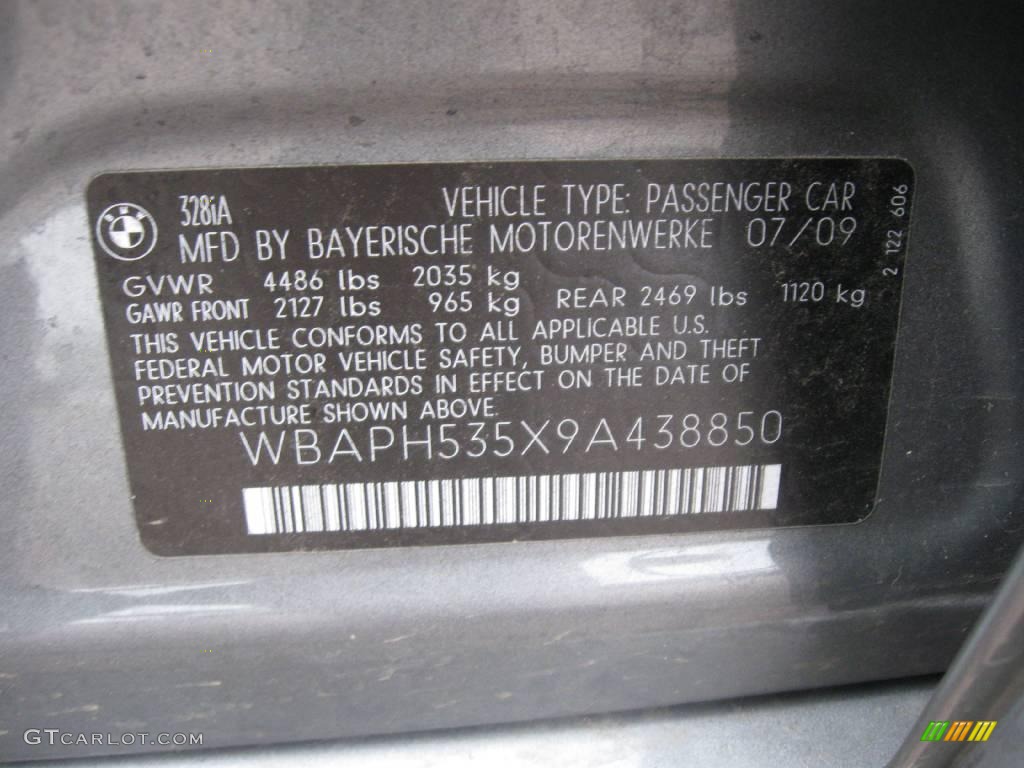 328iA
VEHICLE TYPE: PASSENGER CAR
MFD BY BAYERISCHE MOTORENWERKE 07/09
GVWR 4486 lbs 2035 kg
GAWR FRONT 2127 lbs 965 kg REAR 2469 lbs 1120 kg
THIS VEHICLE CONFORMS TO ALL APPLICABLE U.S.
FEDERAL MOTOR VEHICLE SAFETY, BUMPER AND THEFT
PREVENTION STANDARDS IN EFFECT ON THE DATE OF
MANUFACTURE SHOWN ABOVE.
WBAPH535X9A438850
2 122 606
GTCARLOT.COM